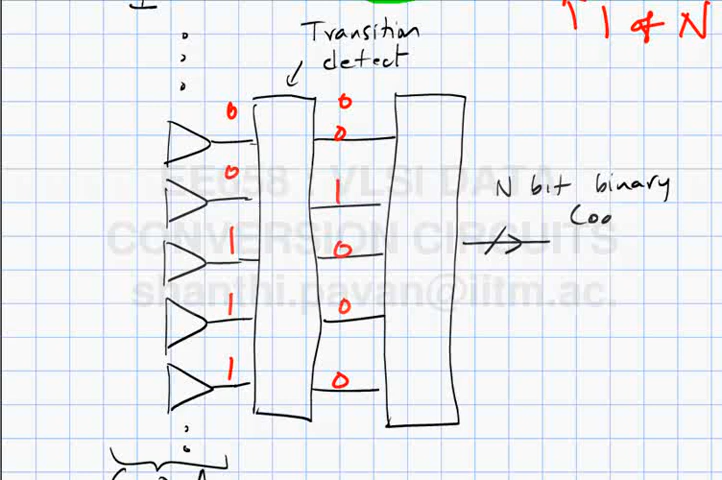 Transition
detect
1 & N
0
0
0
0
0
1
1
0
1
0
1
0
N bit binary
Coo
EE658 : VLSI DATA
CONVERSION CIRCUITS
shanthi.pavan@iitm.ac